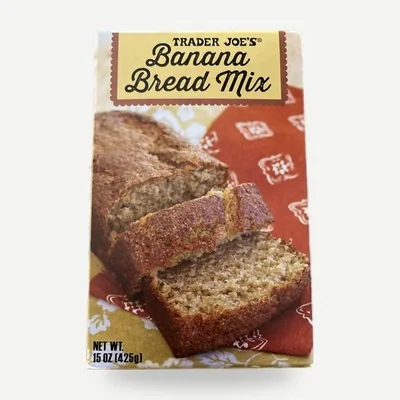 TRADER JOE'S®
Banana
Bread Mix
NET WT.
15 OZ (425g)